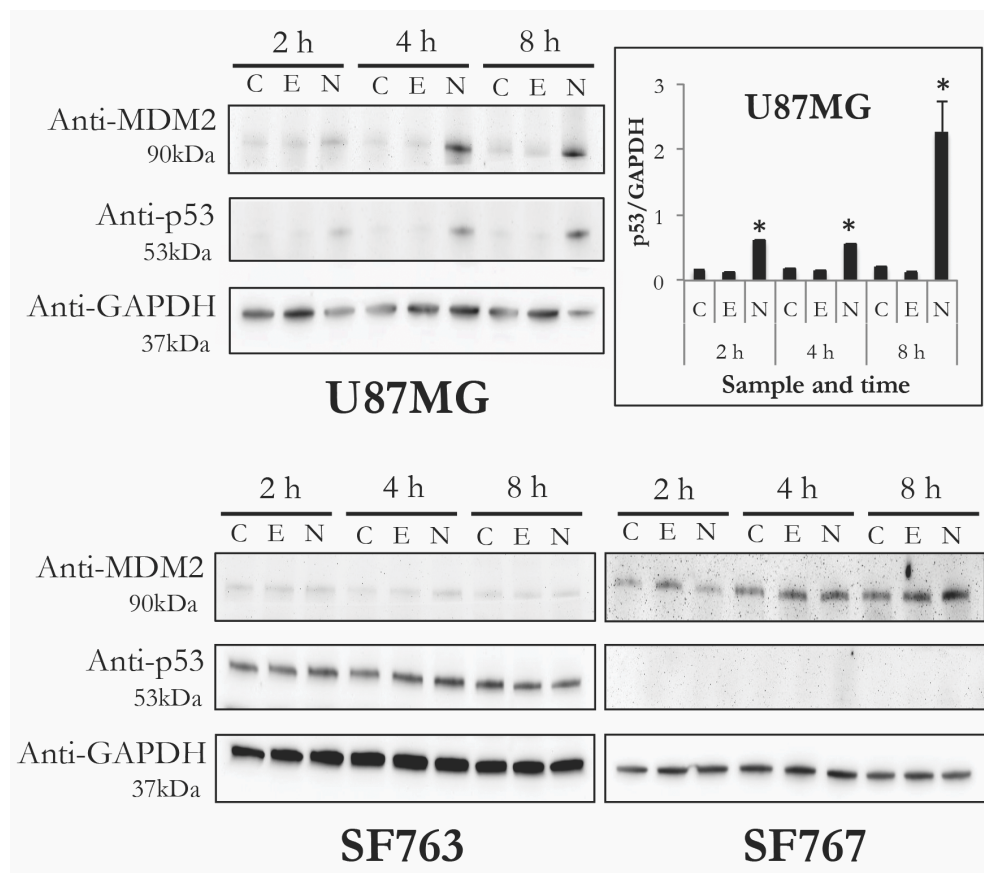 2 h 4 h 8 h
C E N C E N C E N
Anti-MDM2
90kDa
Anti-p53
53kDa
Anti-GAPDH
37kDa
U87MG
U87MG
p53/GAPDH
3
2
1
0
* * *
C E N C E N C E N
2 h 4 h 8 h
Sample and time
2 h 4 h 8 h 2 h 4 h 8 h
C E N C E N C E N C E N C E N C E N
Anti-MDM2
90kDa
Anti-p53
53kDa
Anti-GAPDH
37kDa
SF763 SF767